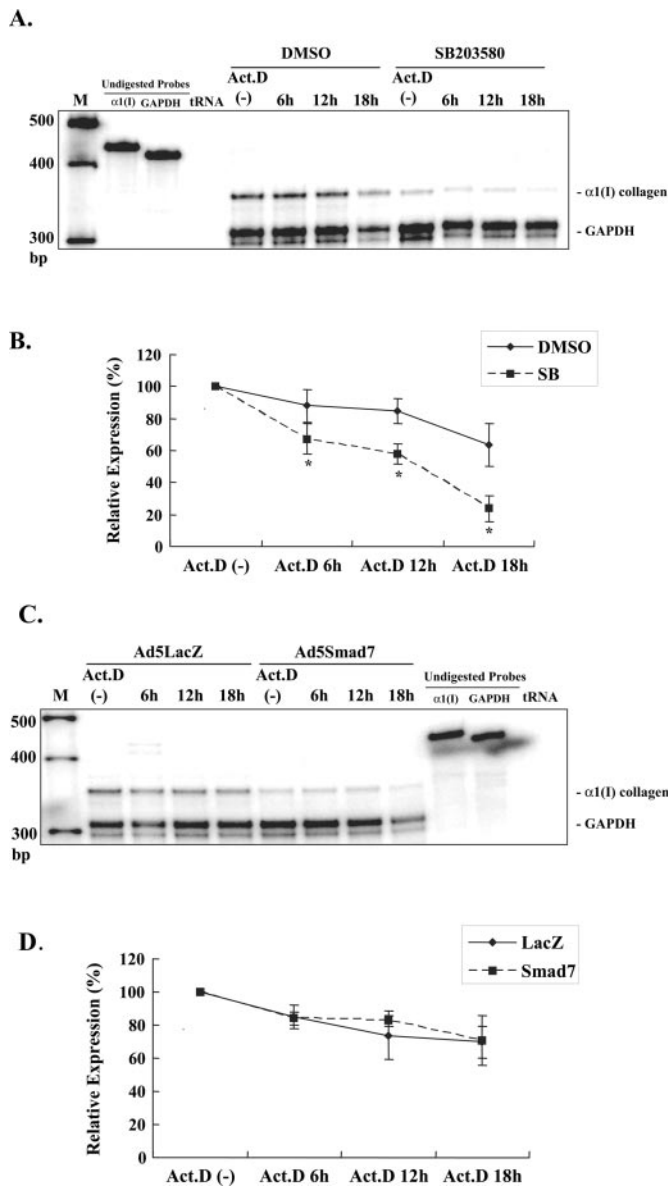 A.
DMSO SB203580
Undigested Probes Act.D Act.D
M α1(I) GAPDH tRNA (-) 6h 12h 18h (-) 6h 12h 18h
500
400
- α1(I) collagen
- GAPDH
300
bp
B.
120
100
80
60
40
20
0
Relative Expression (%)
DMSO
SB
*
*
*
Act.D (-) Act.D 6h Act.D 12h Act.D 18h
C.
Ad5LacZ Ad5Smad7
Act.D Act.D Undigested Probes
M (-) 6h 12h 18h (-) 6h 12h 18h α1(I) GAPDH tRNA
500
400
- α1(I) collagen
- GAPDH
300
bp
D.
LacZ
Smad7
120
100
80
60
40
20
0
Relative Expression (%)
Act.D (-) Act.D 6h Act.D 12h Act.D 18h